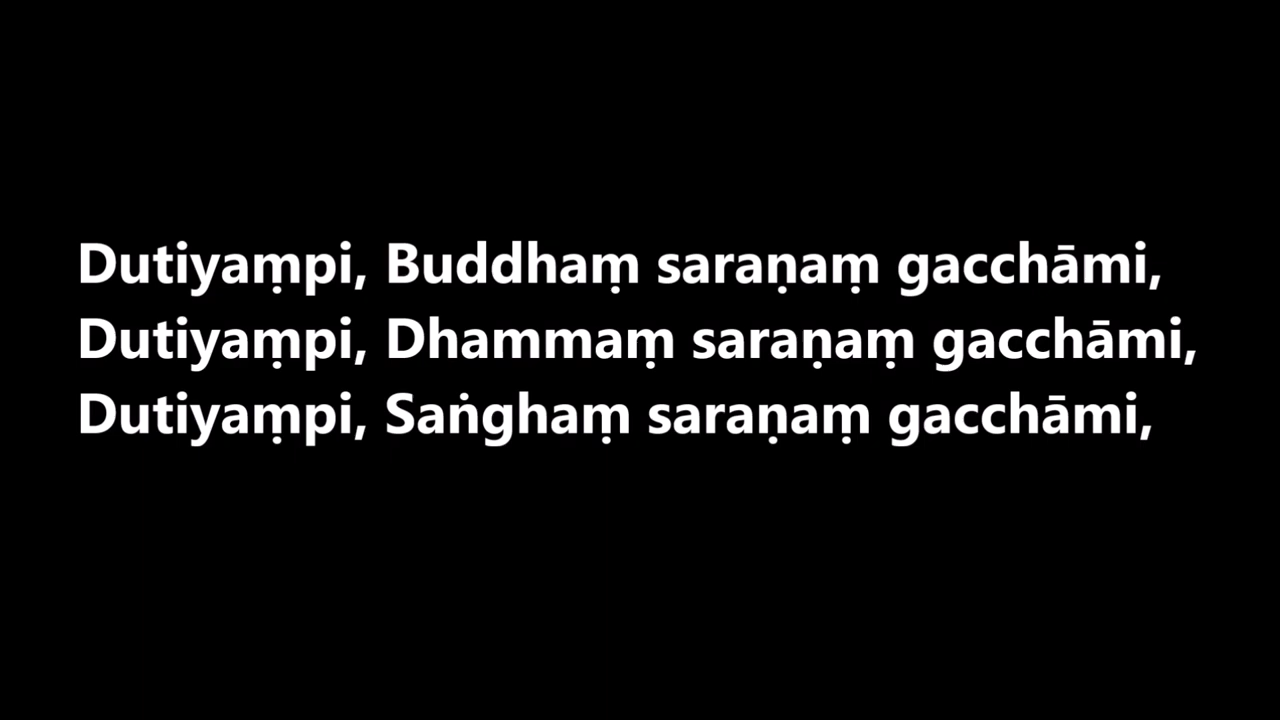 Dutiyaṃpi, Buddhaṃ saraṇaṃ gacchāmi,
Dutiyaṃpi, Dhammaṃ saraṇaṃ gacchāmi,
Dutiyaṃpi, Saṅghaṃ saraṇaṃ gacchāmi,